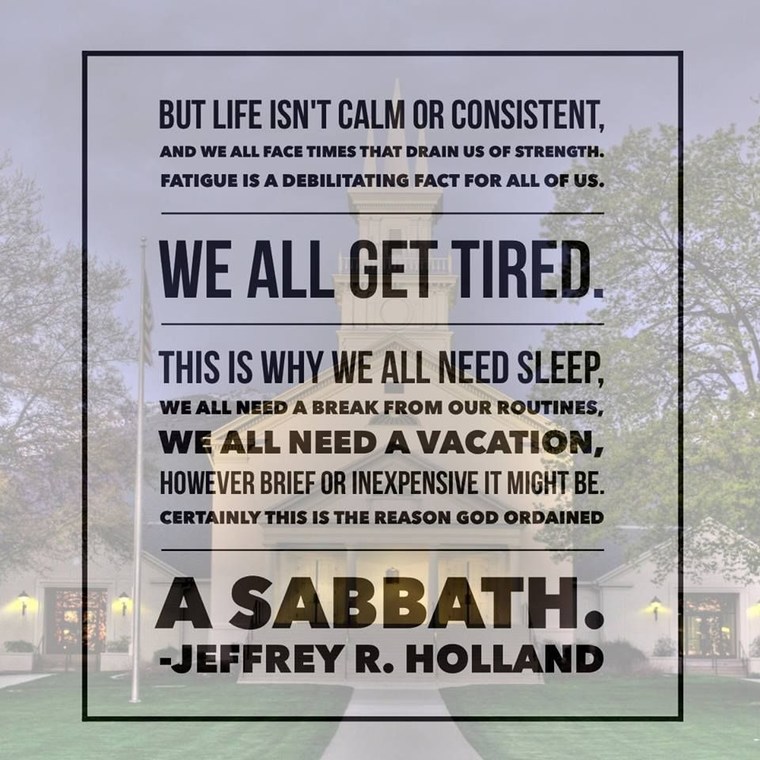 BUT LIFE ISN'T CALM OR CONSISTENT,
AND WE ALL FACE TIMES THAT DRAIN US OF STRENGTH.
FATIGUE IS A DEBILITATING FACT FOR ALL OF US.
WE ALL GET TIRED.
THIS IS WHY WE ALL NEED SLEEP,
WE ALL NEED A BREAK FROM OUR ROUTINES,
WE ALL NEED A VACATION,
HOWEVER BRIEF OR INEXPENSIVE IT MIGHT BE.
CERTAINLY THIS IS THE REASON GOD ORDAINED
A SABBATH.
-JEFFREY R. HOLLAND